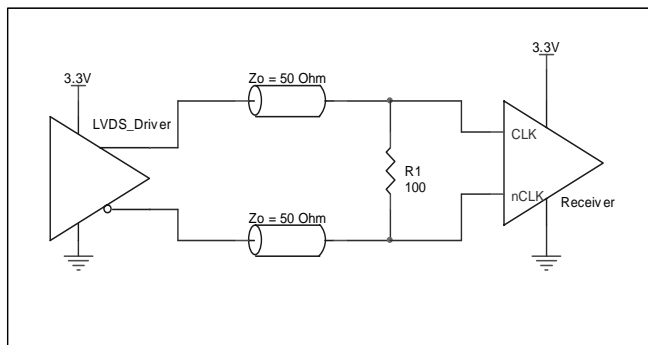 3.3V
LVDS_Driver
Zo = 50 Ohm
Zo = 50 Ohm
R1
100
3.3V
CLK
nCLK
Receiver